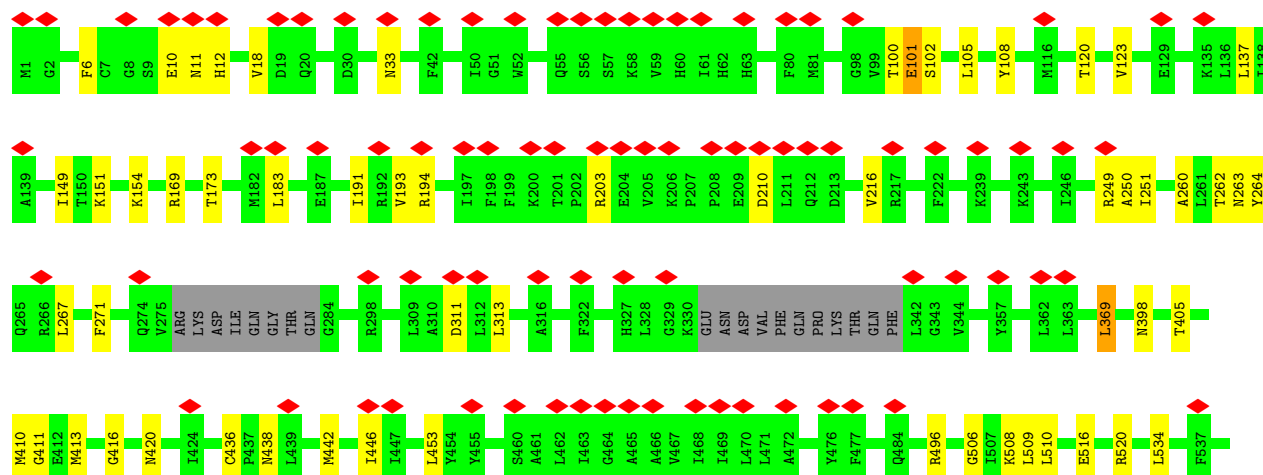 M1 G2 F6 C7 G8 S9 E10 N11 H12 V18 D19 Q20 D30 N33 F42 I50 G51 W52 Q55 S56 S57 K58 V59 H60 I61 H62 H63 F80 M81 G98 V99 T100 E101 S102 L105 Y108 M116 T120 V123 E129 K135 L136 L137 I138
A139 I149 T150 K151 K154 R169 T173 M182 L183 E187 I191 R192 V193 R194 I197 F198 F199 K200 T201 P202 R203 E204 V205 K206 P207 P208 E209 D210 L211 Q212 D213 V216 R217 F222 K239 K243 I246 R249 A250 I251 A260 L261 T262 N263 Y264
Q265 R266 L267 F271 Q274 V275 ARG LYS ASP ILE GLN GLY THR GLN G284 R298 L309 A310 D311 L312 L313 A316 F322 H327 L328 G329 K330 GLU ASN ASP VAL PHE GLN PRO LYS THR GLN PHE L342 G343 V344 Y357 L362 L363 L369 N398 T405
M410 G411 E412 M413 G416 N420 I424 C436 P437 N438 L439 M442 I446 I447 L453 Y454 Y455 S460 A461 L462 I463 G464 A465 A466 V467 I468 I469 L470 L471 A472 Y476 F477 Q484 R496 G506 I507 K508 L509 L510 E516 R520 L534 F537